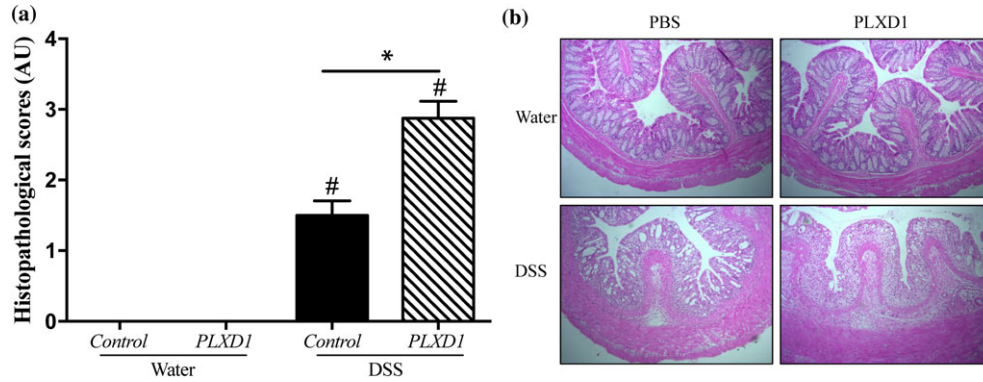 (a)
Histopathological scores (AU)
4
3
2
1
0
*
#
#
Control
PLXD1
Control
PLXD1
Water
DSS
(b)
PBS
PLXD1
Water
DSS